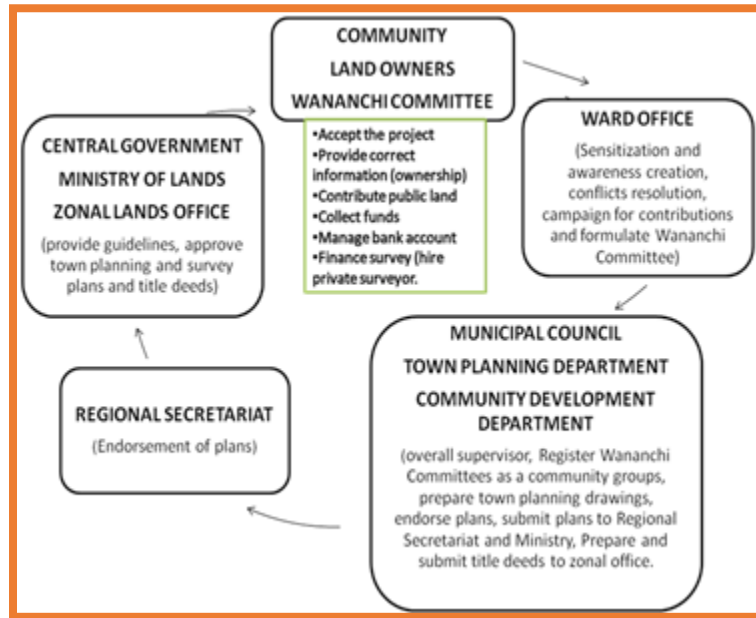 COMMUNITY
LAND OWNERS
WANANCHI COMMITTEE
•Accept the project
•Provide correct
information (ownership)
•Contribute public land
•Collect funds
•Manage bank account
•Finance survey (hire
private surveyor.
WARD OFFICE
(Sensitization and
awareness creation,
conflicts resolution,
campaign for contributions
and formulate Wananchi
Committee)
MUNICIPAL COUNCIL
TOWN PLANNING DEPARTMENT
COMMUNITY DEVELOPMENT
DEPARTMENT
(overall supervisor, Register Wananchi
Committees as a community groups,
prepare town planning drawings,
endorse plans, submit plans to Regional
Secretariat and Ministry, Prepare and
submit title deeds to zonal office.
REGIONAL SECRETARIAT
(Endorsement of plans)
CENTRAL GOVERNMENT
MINISTRY OF LANDS
ZONAL LANDS OFFICE
(provide guidelines, approve
town planning and survey
plans and title deeds)